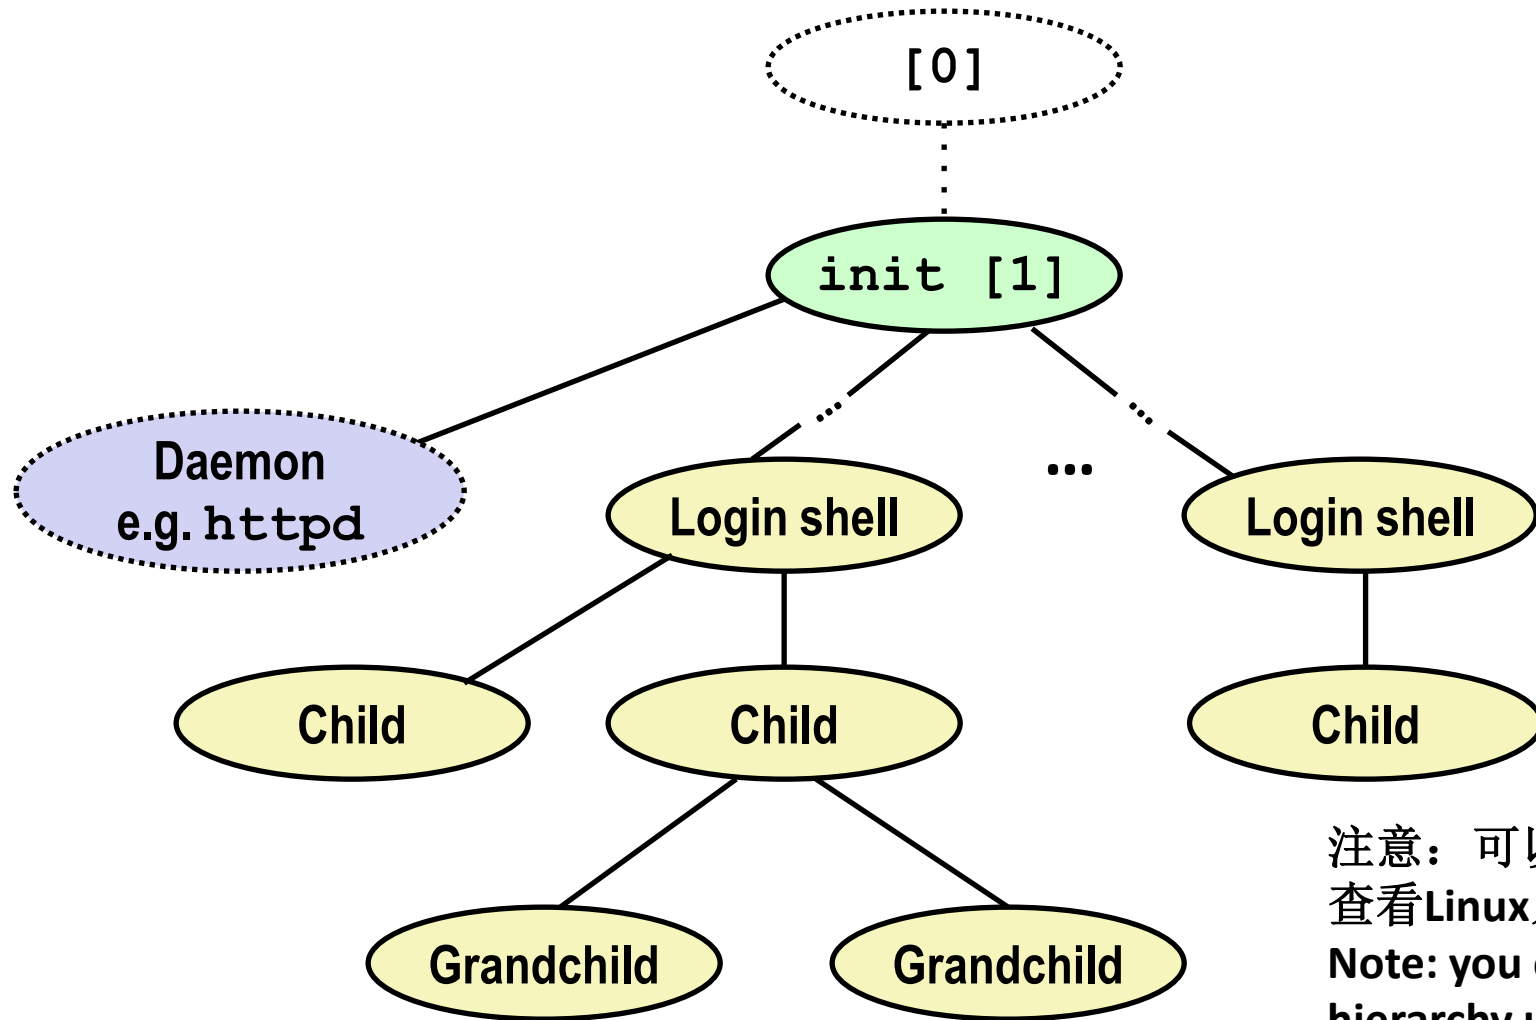 [0]
init [1]
Daemon
e.g. httpd
...
Login shell
Login shell
Child
Child
Child
注意：可
查看Linux
Note: you
hierarchy
Grandchild
Grandchild